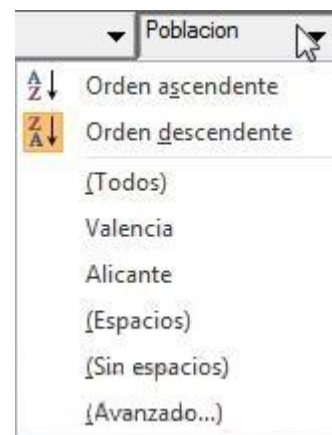 Poblacion
Orden ascendente
Orden descendente
(Todos)
Valencia
Alicante
(Espacios)
(Sin espacios)
(Avanzado...)